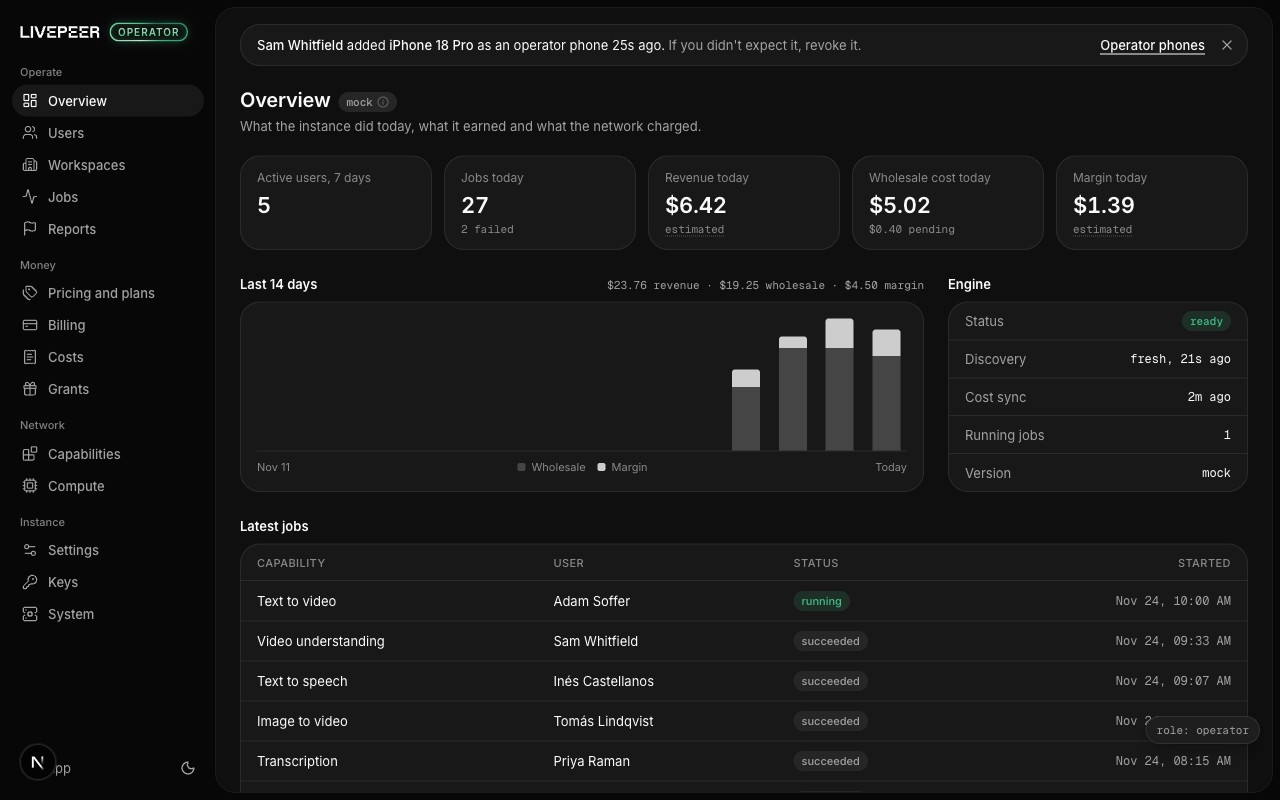 LIVEPEER OPERATOR
Operate
Overview
Users
Workspaces
Jobs
Reports
Money
Pricing and plans
Billing
Costs
Grants
Network
Capabilities
Compute
Instance
Settings
Keys
System
N
Sam Whitfield added iPhone 18 Pro as an operator phone 25s ago. If you didn't expect it, revoke it. Operator phones
Overview mock
What the instance did today, what it earned and what the network charged.
Active users, 7 days
5
Jobs today
27
2 failed
Revenue today
$6.42
estimated
Wholesale cost today
$5.02
$0.40 pending
Margin today
$1.39
estimated
Last 14 days $23.76 revenue · $19.25 wholesale · $4.50 margin
Nov 11 Wholesale Margin Today
Engine
Status ready
Discovery fresh, 21s ago
Cost sync 2m ago
Running jobs 1
Version mock
Latest jobs
CAPABILITY USER STATUS STARTED
Text to video Adam Soffer running Nov 24, 10:00 AM
Video understanding Sam Whitfield succeeded Nov 24, 09:33 AM
Text to speech Inés Castellanos succeeded Nov 24, 09:07 AM
Image to video Tomás Lindqvist succeeded Nov
role: operator
Transcription Priya Raman succeeded Nov 24, 08:15 AM